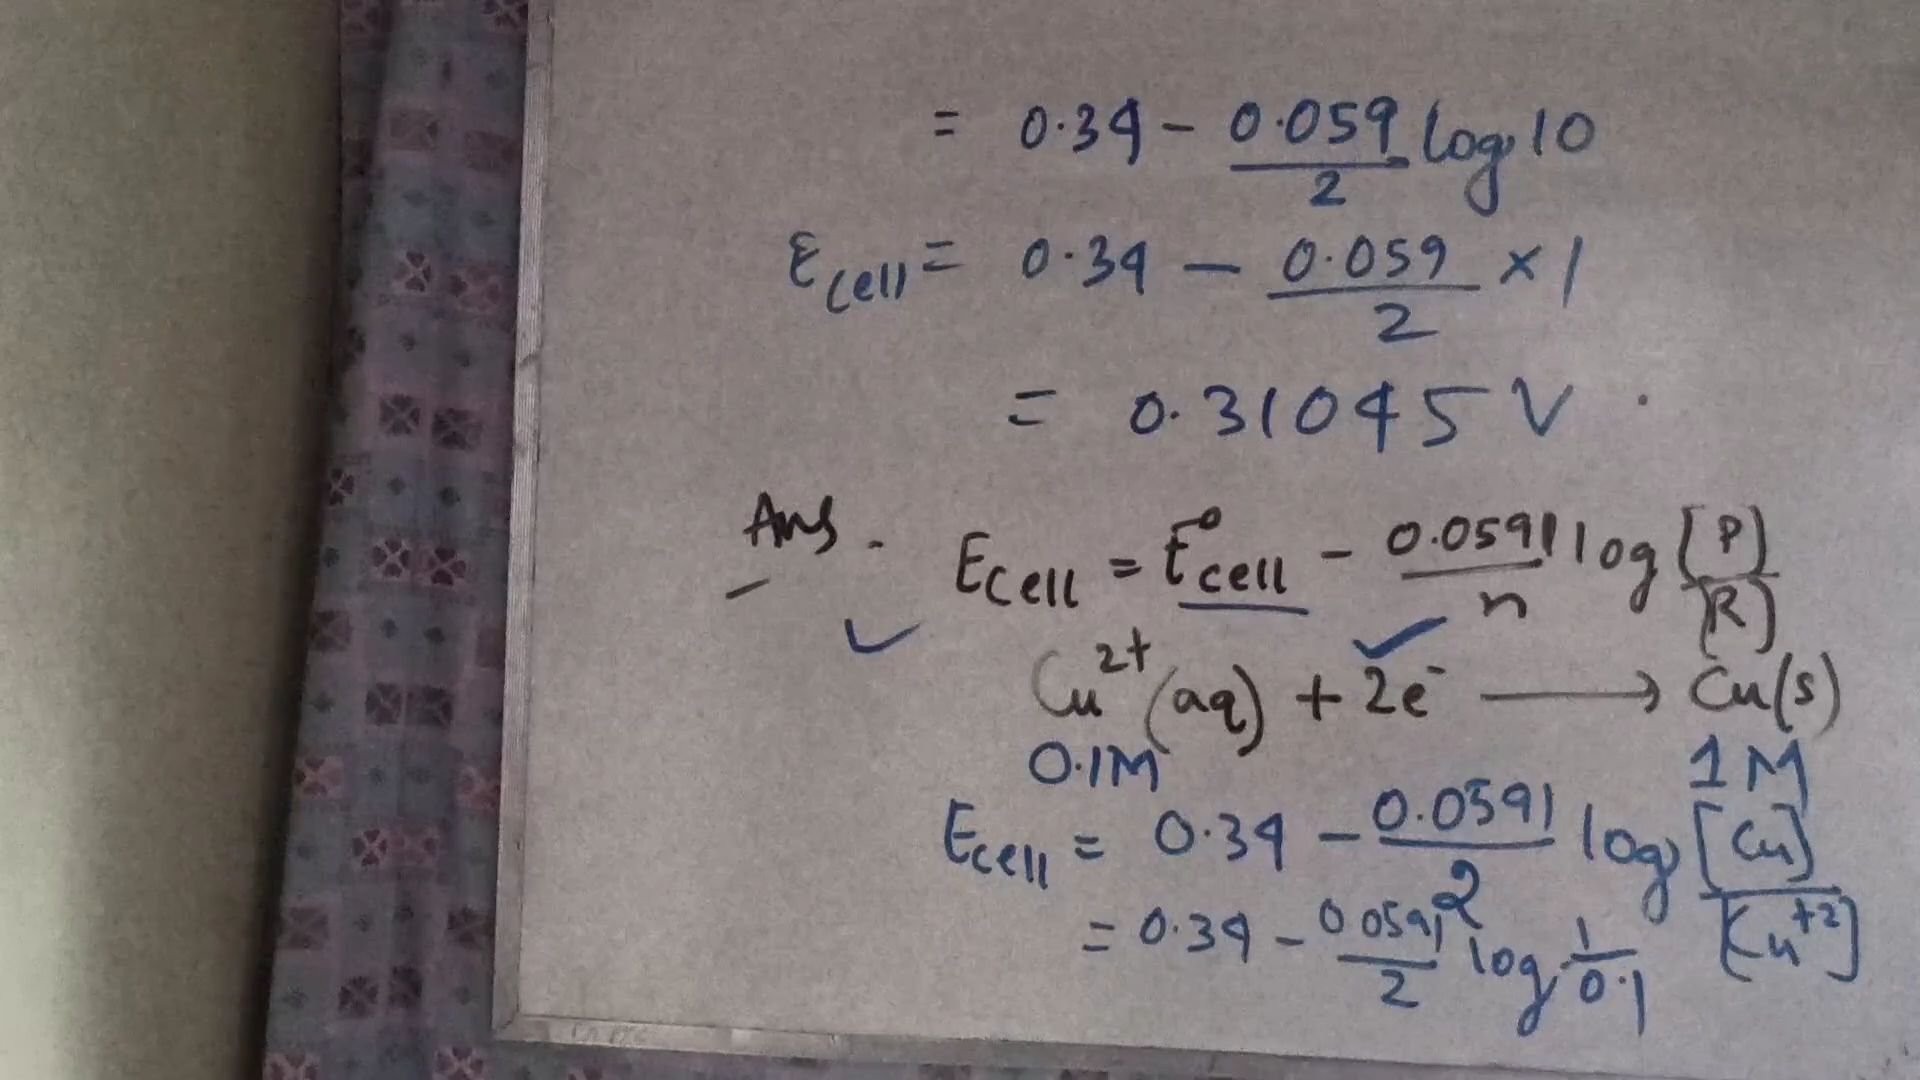 = 0.34 - 0.059/2 log 10
Ecell = 0.34 - 0.059/2 × 1
= 0.31045 V .
Ans. Ecell = E°cell - 0.0591/n log [P]/[R]
Cu²⁺(aq) + 2e⁻ → Cu(s)
0.1M 1M
Ecell = 0.34 - 0.0591/2 log [Cu]/[Cu⁺²]
= 0.34 - 0.0591/2 log 1/0.1